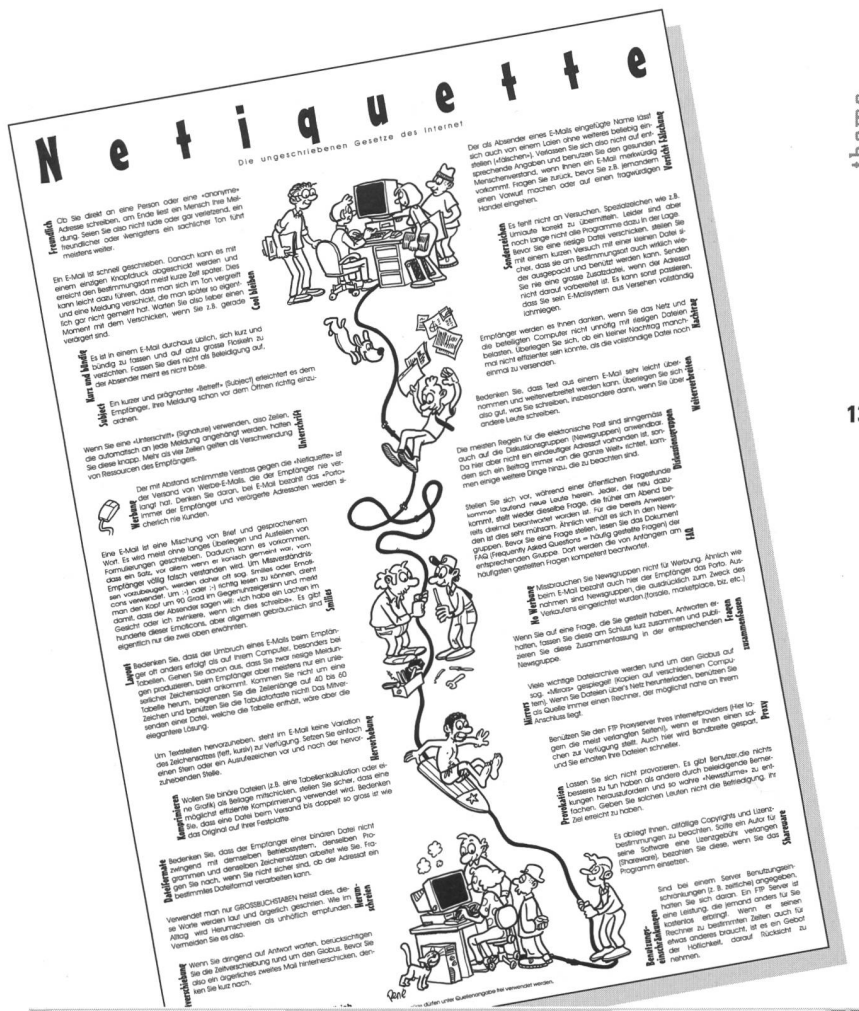 Netiquette
Die ungeschriebenen Gesetze des Internet
Freundlich
Ob Sie direkt an eine Person oder eine «anonyme»
Adresse schreiben, am Ende liest ein Mensch Ihre Mel-
dung. Seien Sie also nicht rüde oder gar verletzend, ein
freundlicher oder wenigstens ein sachlicher Ton führt
meistens weiter.
Ein E-Mail ist schnell geschrieben. Danach kann es mit
einem einzigen Knopfdruck abgeschickt werden und
erreicht den Bestimmungsort meist kurze Zeit später. Dies
kann leicht dazu führen, dass man sich im Ton vergreift
und eine Meldung verschickt, die man später so eigent-
lich gar nicht gemeint hat. Warten Sie also lieber einen
Moment mit dem Verschicken, wenn Sie z.B. gerade
verärgert sind.
Cool bleiben
Kurz und bündig
Es ist in einem E-Mail durchaus üblich, sich kurz und
bündig zu fassen und auf allzu grosse Floskeln zu
verzichten. Fassen Sie dies nicht als Beleidigung auf,
der Absender meint es nicht böse.
Subject
Ein kurzer und prägnanter «Betreff» (Subject) erleichtert es dem
Empfänger, Ihre Meldung schon vor dem Öffnen richtig einzu-
ordnen.
Wenn Sie eine «Unterschrift» (Signature) verwenden, also Zeilen,
die automatisch an jede Meldung angehängt werden, halten
Sie diese knapp. Mehr als vier Zeilen gelten als Verschwendung
von Ressourcen des Empfängers.
Unterschrift
Werbung
Der mit Abstand schlimmste Verstoss gegen die «Netiquette» ist
der Versand von Werbe-E-Mails, die der Empfänger nie ver-
langt hat. Denken Sie daran, bei E-Mail bezahlt das «Porto»
immer der Empfänger und verärgerte Adressaten werden si-
cherlich nie Kunden.
Eine E-Mail ist eine Mischung von Brief und gesprochenem
Wort. Es wird meist ohne langes Überlegen und Ausfeilen von
Formulierungen geschrieben. Dadurch kann es vorkommen,
dass ein Satz, vor allem wenn er ironisch gemeint war, vom
Empfänger völlig falsch verstanden wird. Um Missverständnis-
sen vorzubeugen, werden daher oft sog. Smilies oder Emoti-
cons verwendet. Um :-) oder ;-) richtig lesen zu können, dreht
man den Kopf um 90 Grad im Gegenuhrzeigersinn und merkt
damit, dass der Absender sagen will: «Ich habe ein Lachen im
Gesicht oder ich zwinkere, wenn ich dies schreibe». Es gibt
hunderte dieser Emoticons, aber allgemein gebräuchlich sind
eigentlich nur die zwei oben erwähnten.
Smilies
Layout
Bedenken Sie, dass der Umbruch eines E-Mails beim Empfän-
ger oft anders erfolgt als auf Ihrem Computer, besonders bei
Tabellen. Gehen Sie davon aus, dass Sie zwar riesige Meldun-
gen produzieren, beim Empfänger aber meistens nur ein unle-
serlicher Zeichensalat ankommt. Kommen Sie nicht um eine
Tabelle herum, begrenzen Sie die Zeilenlänge auf 40 bis 60
Zeichen und benützen Sie die Tabulatortaste nicht! Das Mitver-
senden einer Datei, welche die Tabelle enthält, wäre aber die
elegantere Lösung.
Um Textstellen hervorzuheben, steht im E-Mail keine Variation
des Zeichensatzes (fett, kursiv) zur Verfügung. Setzen Sie einfach
einen Stern oder ein Ausrufezeichen vor und nach der hervor-
zuhebenden Stelle.
Hervorhebung
Komprimieren
Wollen Sie binäre Dateien (z.B. eine Tabellenkalkulation oder ei-
ne Grafik) als Beilage mitschicken, stellen Sie sicher, dass eine
möglichst effiziente Komprimierung verwendet wird. Bedenken
Sie, dass eine Datei beim Versand bis doppelt so gross ist wie
das Original auf Ihrer Festplatte
Dateiformate
Bedenken Sie, dass der Empfänger einer binären Datei nicht
zwingend mit demselben Betriebssystem, denselben Pro-
grammen und denselben Zeichensätzen arbeitet wie Sie. Fra-
gen Sie nach, wenn Sie nicht sicher sind, ob der Adressat ein
bestimmtes Dateiformat verarbeiten kann.
Verwendet man nur GROSSBUCHSTABEN heisst dies, die-
se Worte werden laut und ärgerlich geschrien. Wie im
Alltag wird Herumschreien als unhöflich empfunden.
Vermeiden Sie es also.
Herum-
schreien
tverschiebung
Wenn Sie dringend auf Antwort warten, berücksichtigen
Sie die Zeitverschiebung rund um den Globus. Bevor Sie
also ein ärgerliches zweites Mail hinterherschicken, den-
ken Sie kurz nach.
Der als Absender eines E-Mails eingefügte Name lässt
sich auch von einem Laien ohne weiteres beliebig ein-
stellen («fälschen»). Verlassen Sie sich also nicht auf ent-
sprechende Angaben und benutzen Sie den gesunden
Menschenverstand, wenn Ihnen ein E-Mail merkwürdig
vorkommt. Fragen Sie zurück, bevor Sie z.B. jemandem
einen Vorwurf machen oder auf einen fragwürdigen
Handel eingehen.
Vorsicht Fälschung
Sonderzeichen
Es fehlt nicht an Versuchen, Spezialzeichen wie z.B.
Umlaute korrekt zu übermitteln. Leider sind aber
noch lange nicht alle Programme dazu in der Lage.
Bevor Sie eine riesige Datei verschicken, stellen Sie
mit einem kurzen Versuch mit einer kleinen Datei si-
cher, dass sie am Bestimmungsort auch wirklich wie-
der ausgepackt und benützt werden kann. Senden
Sie nie eine grosse Zusatzdatei, wenn der Adressat
nicht darauf vorbereitet ist. Es kann sonst passieren,
dass Sie sein E-Mailsystem aus Versehen vollständig
lahmlegen.
Empfänger werden es Ihnen danken, wenn Sie das Netz und
die beteiligten Computer nicht unnötig mit riesigen Dateien
belasten. Überlegen Sie sich, ob ein kleiner Nachtrag manch-
mal nicht effizienter sein könnte, als die vollständige Datei noch
einmal zu versenden.
Nachtrag
Bedenken Sie, dass Text aus einem E-Mail sehr leicht über-
nommen und weiterverbreitet werden kann. Überlegen Sie sich
also gut, was Sie schreiben, insbesondere dann, wenn Sie über
andere Leute schreiben.
Weiterverbreiten
Die meisten Regeln für die elektronische Post sind sinngemäss
auch auf die Diskussionsgruppen (Newsgruppen) anwendbar.
Da hier aber nicht ein eindeutiger Adressat vorhanden ist, son-
dern sich ein Beitrag immer «an die ganze Welt» richtet, kom-
men einige weitere Dinge hinzu, die zu beachten sind.
Diskussionsgruppen
Stellen Sie sich vor, während einer öffentlichen Fragestunde
kommen laufend neue Leute herein. Jeder, der neu dazu-
kommt, stellt wieder dieselbe Frage, die früher am Abend be-
reits dreimal beantwortet worden ist. Für die bereits Anwesen-
den ist dies sehr mühsam. Ähnlich verhält es sich in den News-
gruppen. Bevor Sie eine Frage stellen, lesen Sie das Dokument
FAQ (Frequently Asked Questions = häufig gestellte Fragen) der
entsprechenden Gruppe. Dort werden die von Anfängern am
häufigsten gestellten Fragen kompetent beantwortet.
FAQ
No Werbung
Missbrauchen Sie Newsgruppen nicht für Werbung. Ähnlich wie
beim E-Mail bezahlt auch hier der Empfänger das Porto. Aus-
nahmen sind Newsgruppen, die ausdrücklich zum Zweck des
Verkaufens eingerichtet wurden (forsale, marketplace, biz, etc.)
Wenn Sie auf eine Frage, die Sie gestellt haben, Antworten er-
halten, fassen Sie diese am Schluss kurz zusammen und publi-
zieren Sie diese Zusammenfassung in der entsprechenden
Newsgruppe.
Fragen
zusammenfassen
Mirrors
Viele wichtige Dateiarchive werden rund um den Globus auf
sog. «Mirrors» gespiegelt (Kopien auf verschiedenen Compu-
tern). Wenn Sie Dateien über's Netz herunterladen, benützen Sie
als Quelle immer einen Rechner, der möglichst nahe an Ihrem
Anschluss liegt.
Benützen Sie den FTP Proxyserver Ihres Internetproviders (Hier la-
gern die meist verlangten Seiten!), wenn er Ihnen einen sol-
chen zur Verfügung stellt. Auch hier wird Bandbreite gespart,
und Sie erhalten Ihre Dateien schneller.
Proxy
Provokation
Lassen Sie sich nicht provozieren. Es gibt Benutzer,die nichts
besseres zu tun haben als andere durch beleidigende Bemer-
kungen herauszufordern und so wahre «Newsstürme» zu ent-
fachen. Geben Sie solchen Leuten nicht die Befriedigung, ihr
Ziel erreicht zu haben.
Es obliegt Ihnen, allfällige Copyrights und Lizenz-
bestimmungen zu beachten. Sollte ein Autor für
seine Software eine Lizenzgebühr verlangen
(Shareware), bezahlen Sie diese, wenn Sie das
Programm einsetzen.
Shareware
Benutzungs-
einschränkungen
Sind bei einem Server Benutzungsein-
schränkungen (z. B. zeitliche) angegeben,
halten Sie sich daran. Ein FTP Server ist
eine Leistung, die jemand anders für Sie
kostenlos erbringt. Wenn er seinen
Rechner zu bestimmten Zeiten auch für
etwas anderes braucht, ist es ein Gebot
der Höflichkeit, darauf Rücksicht zu
nehmen.
René
dürfen unter Quellenangabe frei verwendet werden.
thema
13